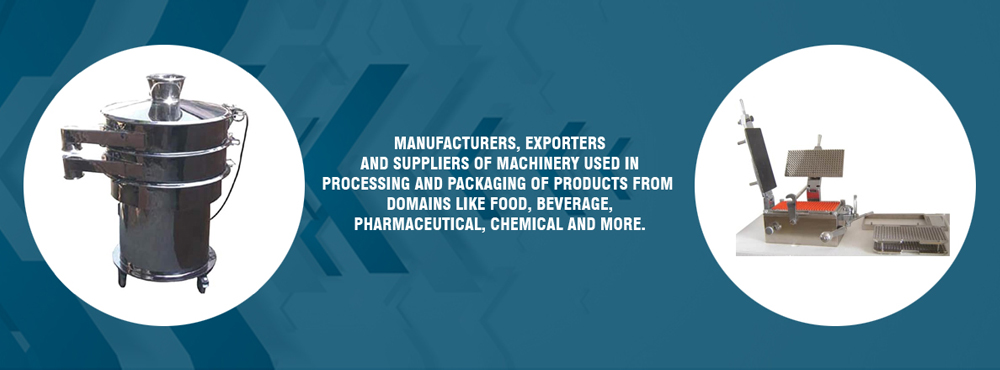 MANUFACTURERS, EXPORTERS
AND SUPPLIERS OF MACHINERY USED IN
PROCESSING AND PACKAGING OF PRODUCTS FROM
DOMAINS LIKE FOOD, BEVERAGE,
PHARMACEUTICAL, CHEMICAL AND MORE.